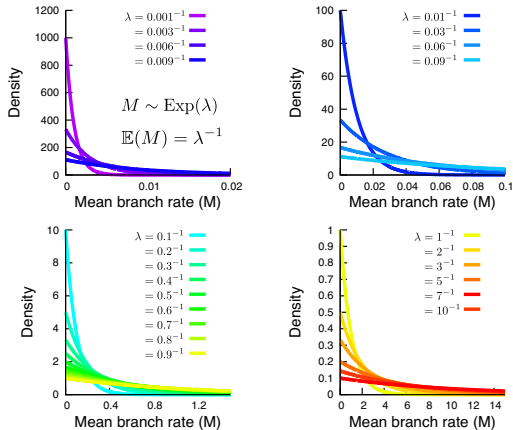 1200
1000
800
600
400
200
0
Density
λ = 0.001⁻¹
= 0.003⁻¹
= 0.006⁻¹
= 0.009⁻¹
M ∼ Exp(λ)
𝔼(M) = λ⁻¹
0 0.01 0.02
Mean branch rate (M)
100
80
60
40
20
0
Density
λ = 0.01⁻¹
= 0.03⁻¹
= 0.06⁻¹
= 0.09⁻¹
0 0.02 0.04 0.06 0.08 0.1
Mean branch rate (M)
10
8
6
4
2
0
Density
λ = 0.1⁻¹
= 0.2⁻¹
= 0.3⁻¹
= 0.4⁻¹
= 0.5⁻¹
= 0.6⁻¹
= 0.7⁻¹
= 0.8⁻¹
= 0.9⁻¹
0 0.4 0.8 1.2
Mean branch rate (M)
1
0.9
0.8
0.7
0.6
0.5
0.4
0.3
0.2
0.1
0
Density
λ = 1⁻¹
= 2⁻¹
= 3⁻¹
= 5⁻¹
= 7⁻¹
= 10⁻¹
0 2 4 6 8 10 12 14
Mean branch rate (M)